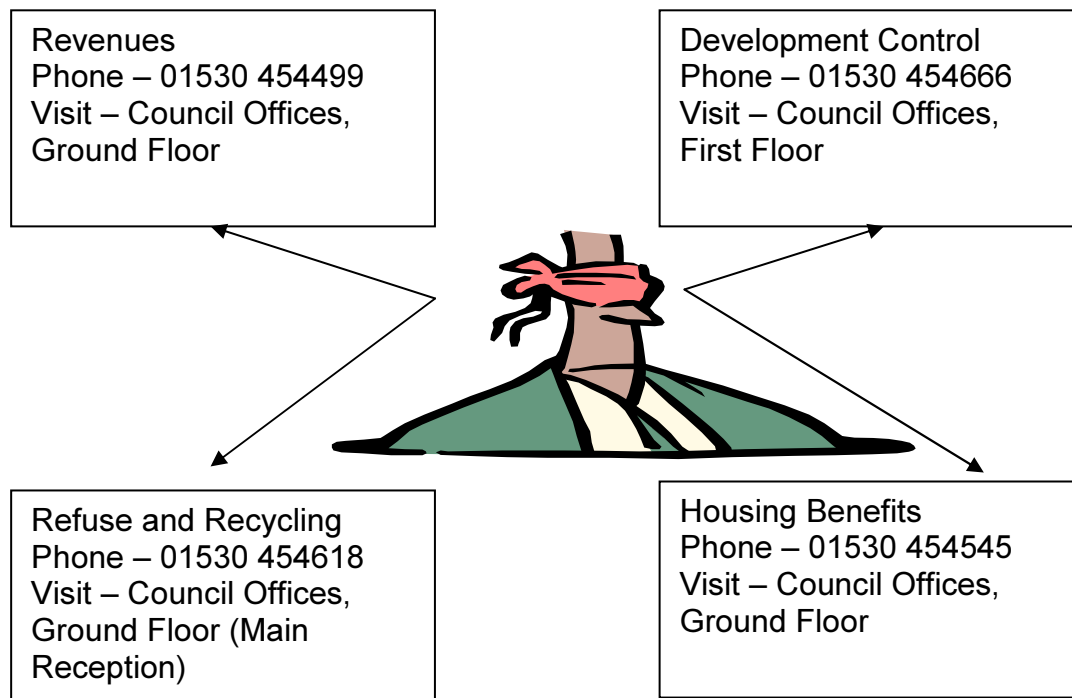 Revenues
Phone – 01530 454499
Visit – Council Offices,
Ground Floor
Development Control
Phone – 01530 454666
Visit – Council Offices,
First Floor
Refuse and Recycling
Phone – 01530 454618
Visit – Council Offices,
Ground Floor (Main
Reception)
Housing Benefits
Phone – 01530 454545
Visit – Council Offices,
Ground Floor